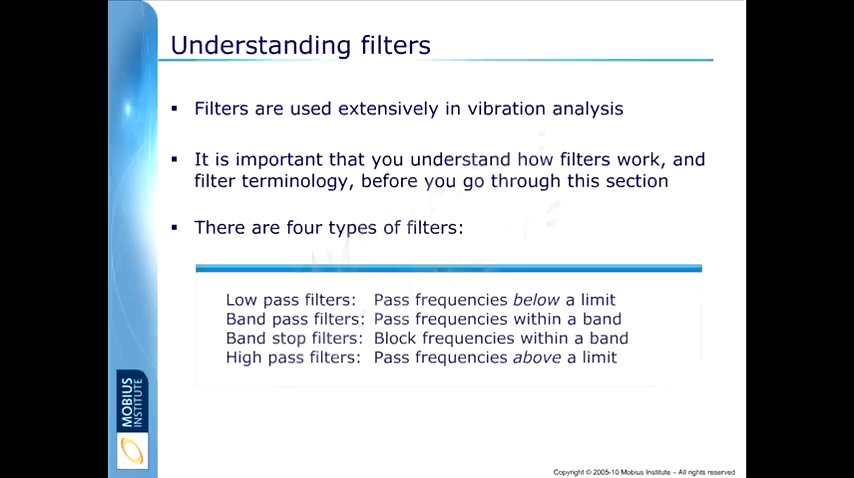 Understanding filters
▪ Filters are used extensively in vibration analysis
▪ It is important that you understand how filters work, and
filter terminology, before you go through this section
▪ There are four types of filters:
Low pass filters: Pass frequencies below a limit
Band pass filters: Pass frequencies within a band
Band stop filters: Block frequencies within a band
High pass filters: Pass frequencies above a limit
MOBIUS
INSTITUTE
Copyright © 2005-10 Mobius Institute – All rights reserved